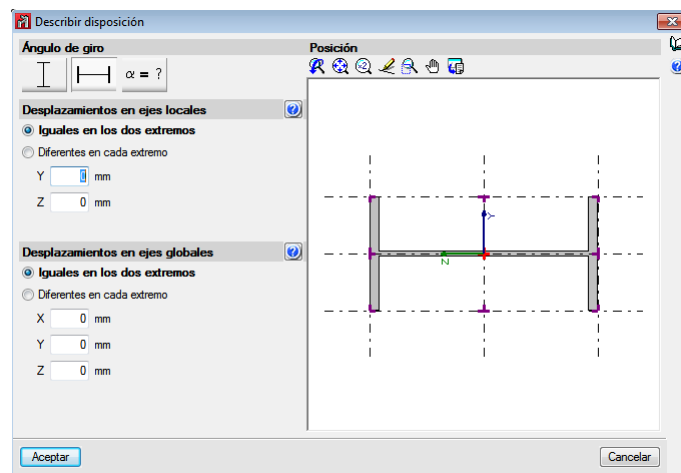 Describir disposición
Ángulo de giro
α = ?
Desplazamientos en ejes locales
Iguales en los dos extremos
Diferentes en cada extremo
Y 0 mm
Z 0 mm
Desplazamientos en ejes globales
Iguales en los dos extremos
Diferentes en cada extremo
X 0 mm
Y 0 mm
Z 0 mm
Posición
Y
Z
Aceptar
Cancelar